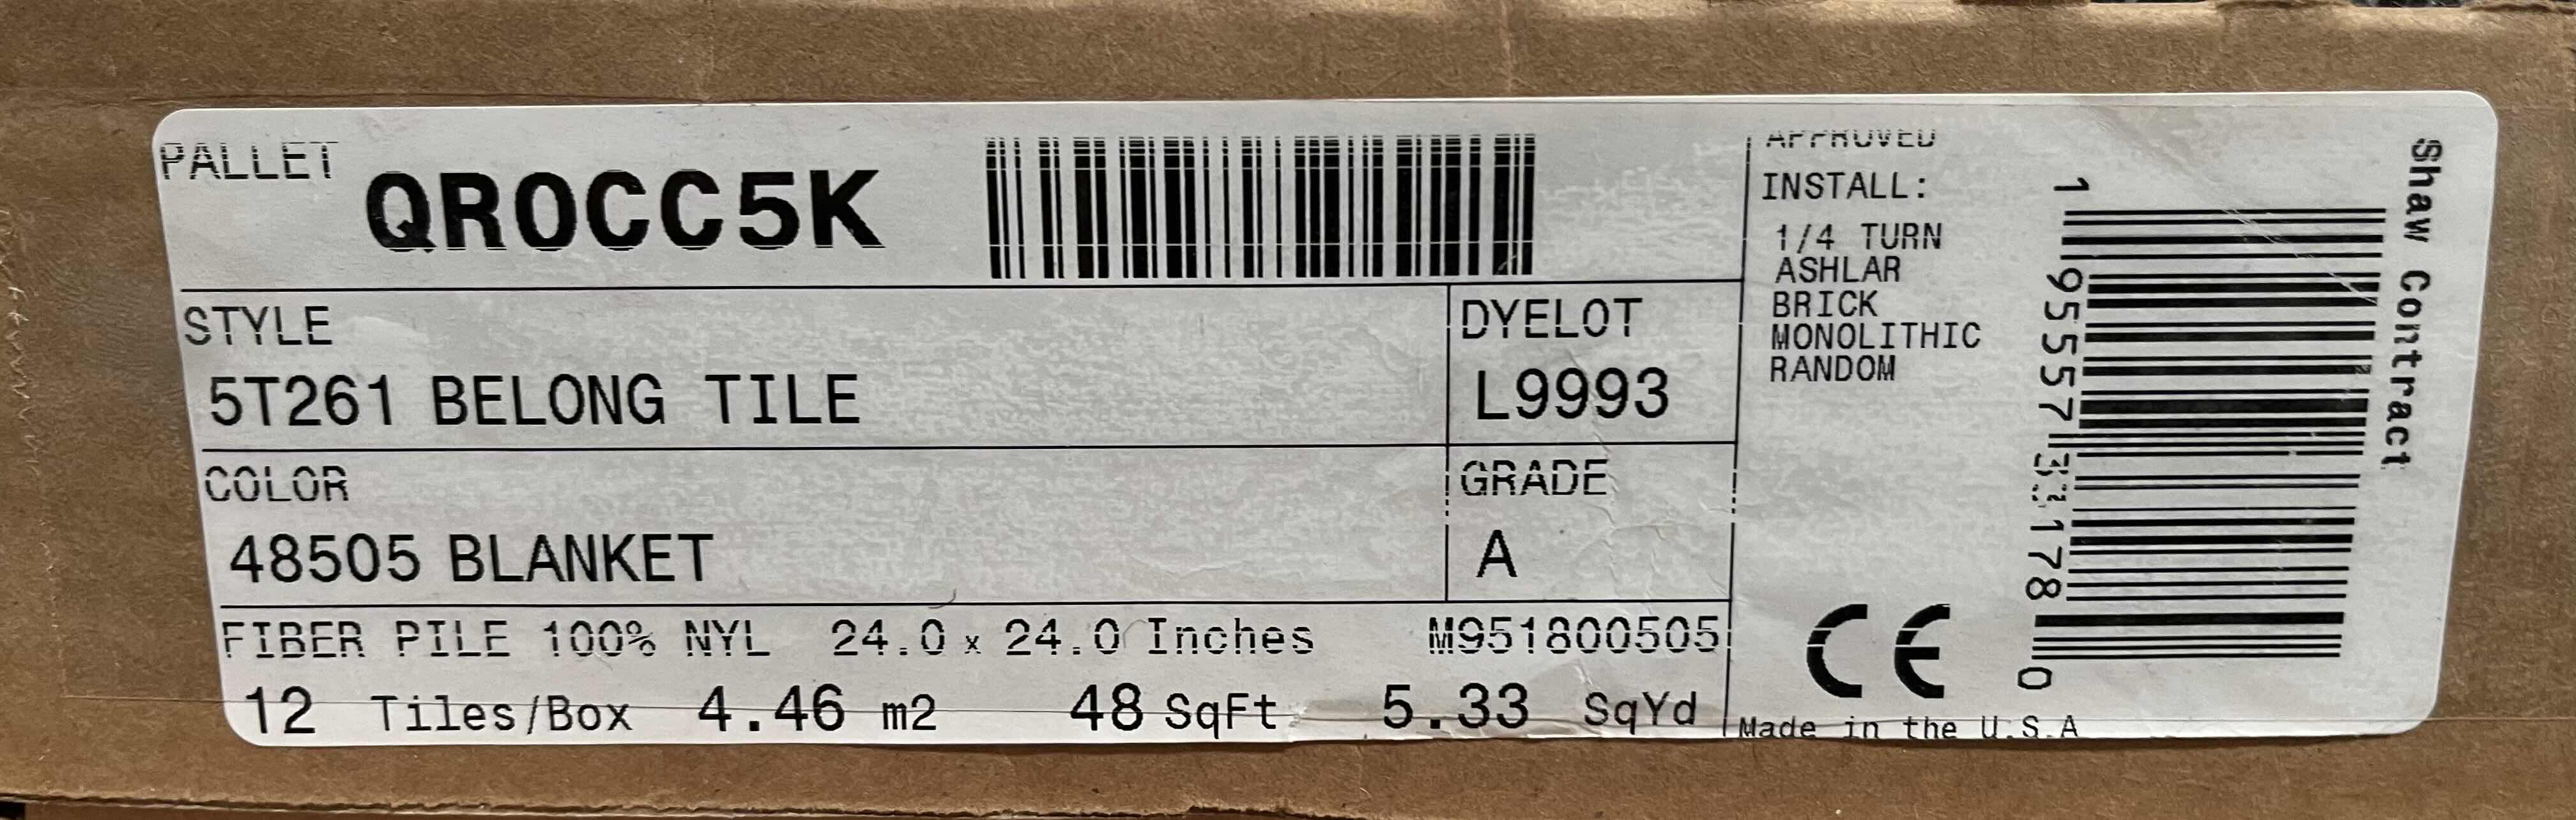 PALLET
QR0CC5K
STYLE
5T261 BELONG TILE
DYELOT
L9993
COLOR
48505 BLANKET
GRADE
A
FIBER PILE 100% NYL 24.0 x 24.0 Inches M951800505
12 Tiles/Box 4.46 m2 48 SqFt 5.33 SqYd
APPROVED
INSTALL:
1/4 TURN
ASHLAR
BRICK
MONOLITHIC
RANDOM
CE
Made in the U.S.A
Shaw Contract